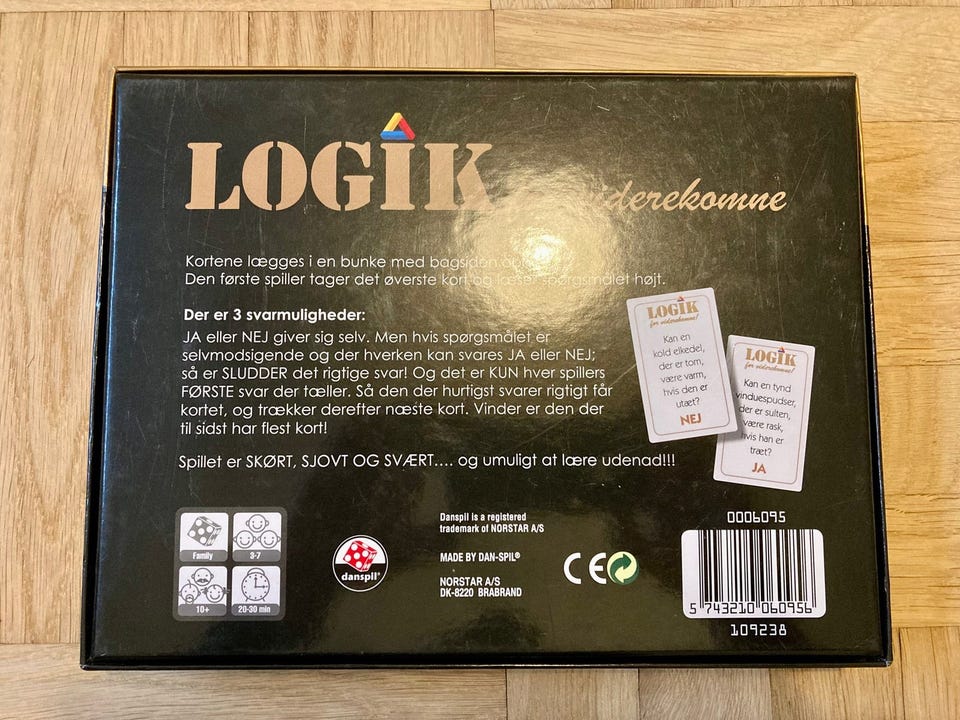 LOGIK viderekomne
Kortene lægges i en bunke med bagsiden op
Den første spiller tager det øverste kort og læser spørgsmålet højt.
Der er 3 svarmuligheder:
JA eller NEJ giver sig selv. Men hvis spørgsmålet er
selvmodsigende og der hverken kan svares JA eller NEJ;
så er SLUDDER det rigtige svar! Og det er KUN hver spillers
FØRSTE svar der tæller. Så den der hurtigst svarer rigtigt får
kortet, og trækker derefter næste kort. Vinder er den der
til sidst har flest kort!
Spillet er SKØRT, SJOVT OG SVÆRT.... og umuligt at lære udenad!!!
LOGIK
for viderekomne!
Kan en
kold elkedel,
der er tom,
være varm,
hvis den er
utæt?
NEJ
LOGIK
for viderekomne!
Kan en tynd
vinduespudser,
der er sulten,
være rask,
hvis han er
træt?
JA
Family
3-7
10+
20-30 min
danspil®
Danspil is a registered
trademark of NORSTAR A/S
MADE BY DAN-SPIL®
NORSTAR A/S
DK-8220 BRABRAND
CE
0006095
5 743210 060956
109238